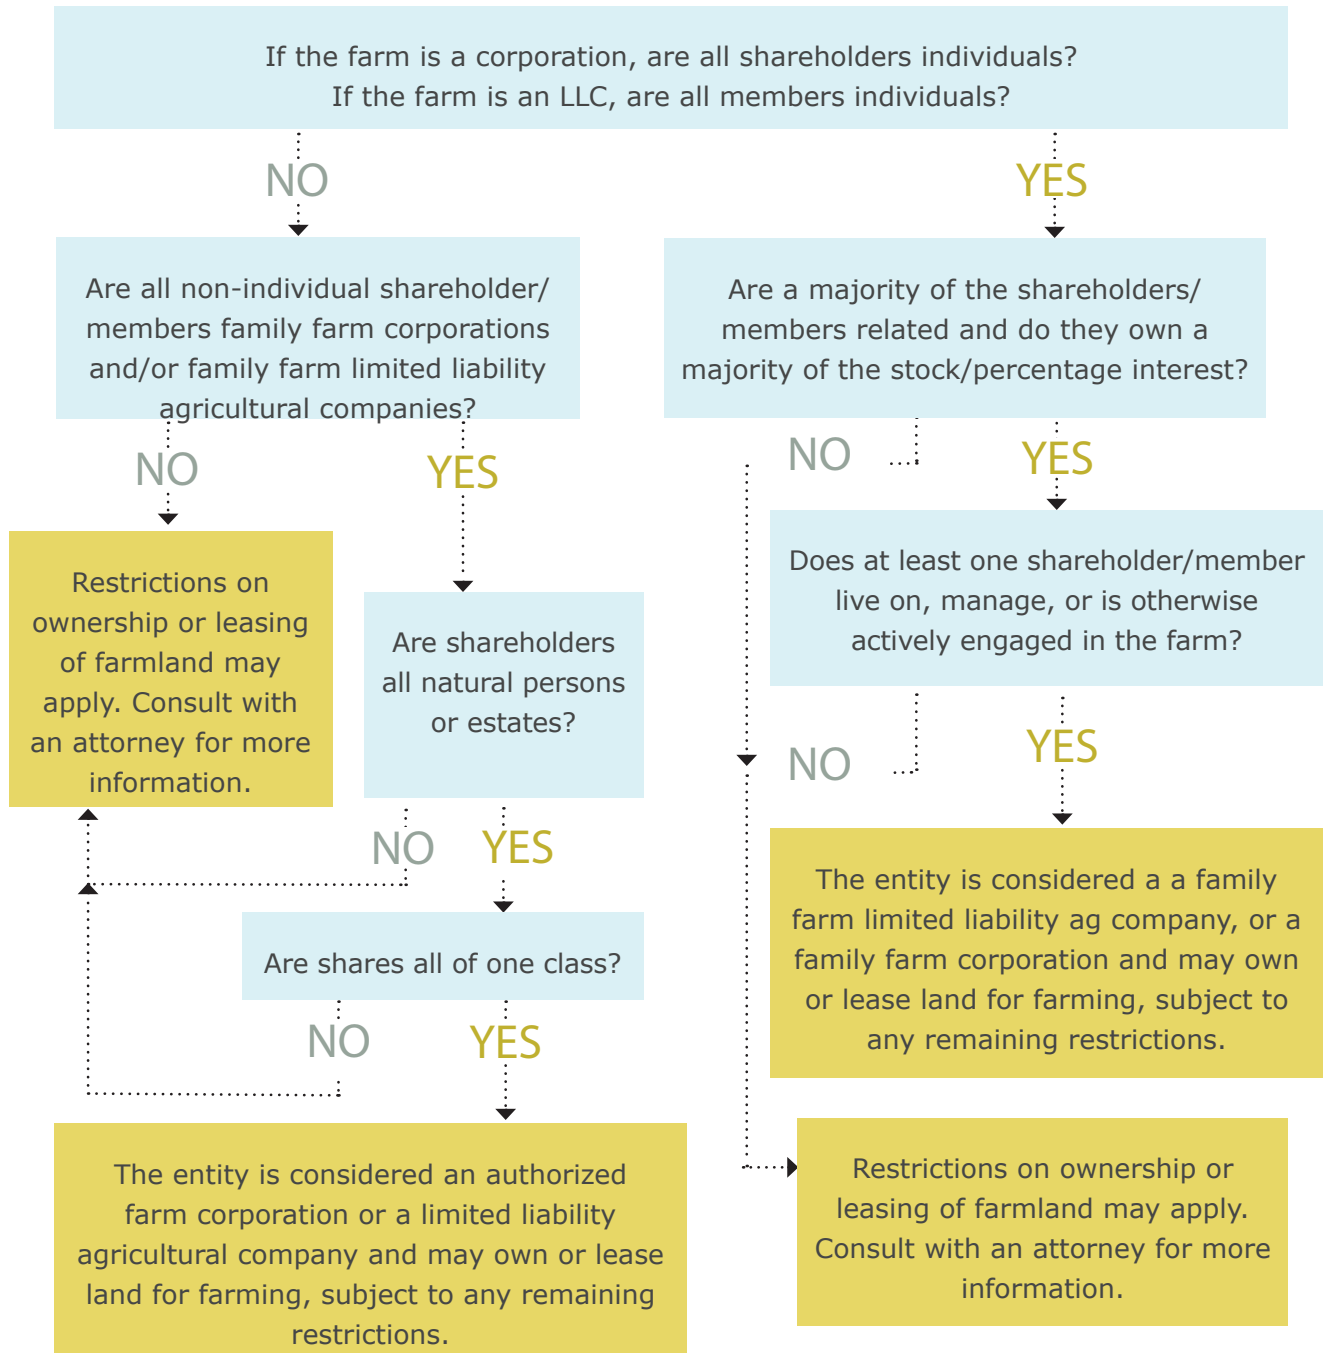 If the farm is a corporation, are all shareholders individuals?
If the farm is an LLC, are all members individuals?
NO
YES
Are all non-individual shareholder/
members family farm corporations
and/or family farm limited liability
agricultural companies?
Are a majority of the shareholders/
members related and do they own a
majority of the stock/percentage interest?
NO
YES
NO
YES
Restrictions on
ownership or leasing
of farmland may
apply. Consult with
an attorney for more
information.
Are shareholders
all natural persons
or estates?
Does at least one shareholder/member
live on, manage, or is otherwise
actively engaged in the farm?
NO
YES
NO
YES
Are shares all of one class?
The entity is considered a a family
farm limited liability ag company, or a
family farm corporation and may own
or lease land for farming, subject to
any remaining restrictions.
NO
YES
The entity is considered an authorized
farm corporation or a limited liability
agricultural company and may own or lease
land for farming, subject to any remaining
restrictions.
Restrictions on ownership or
leasing of farmland may apply.
Consult with an attorney for more
information.